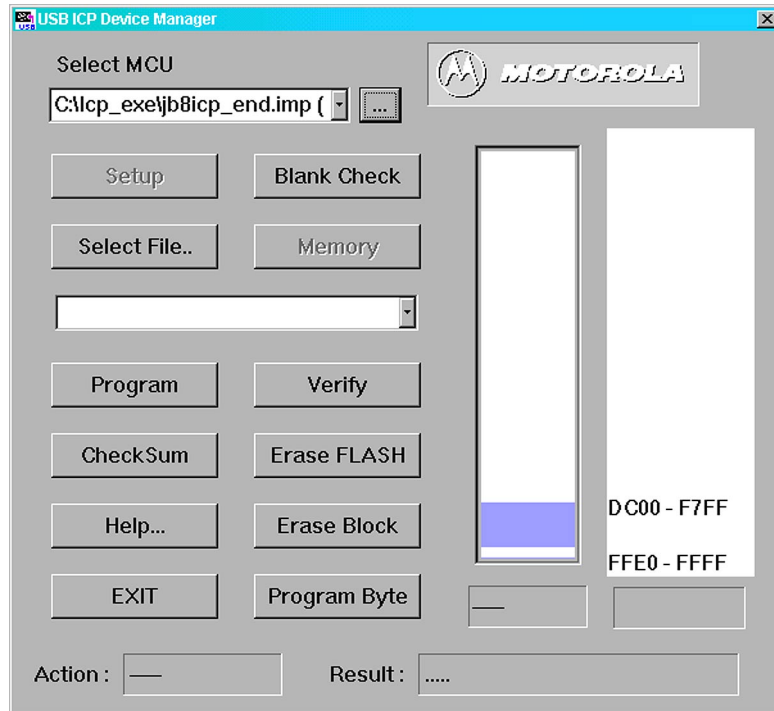 USB ICP Device Manager
Select MCU
MOTOROLA
C:\Icp_exe\jb8icp_end.imp (
...
Setup
Blank Check
Select File..
Memory
Program
Verify
CheckSum
Erase FLASH
Help...
Erase Block
DC00 - F7FF
FFE0 - FFFF
EXIT
Program Byte
Action :
Result :
.....